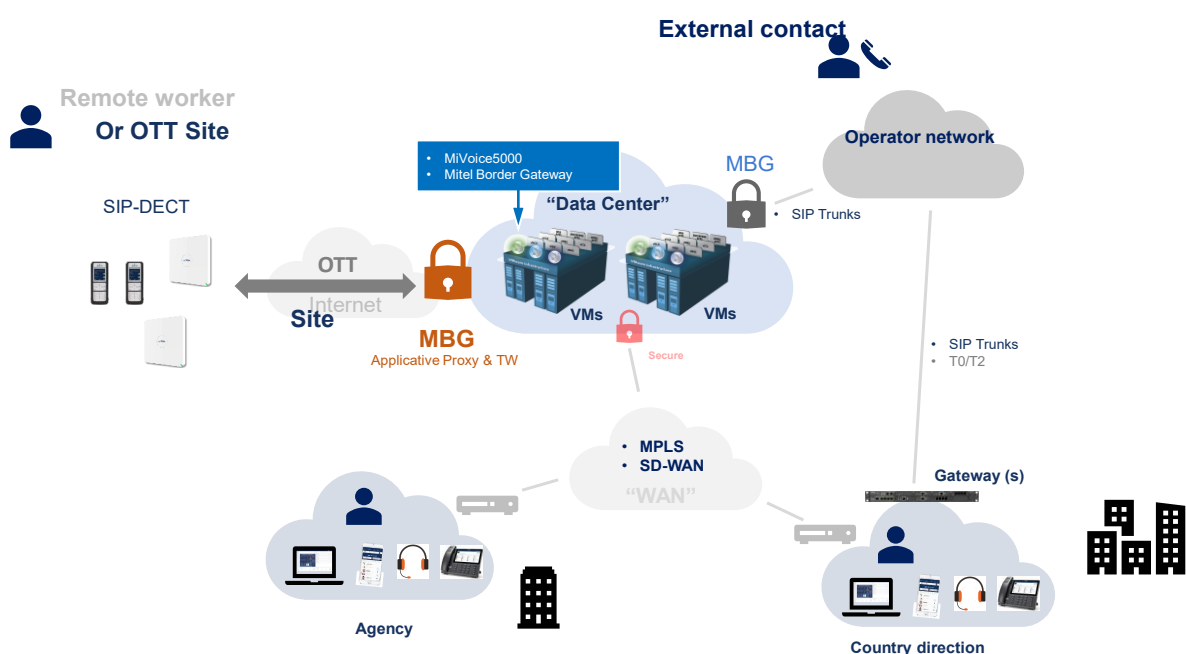 External contact
Remote worker
Or OTT Site
Operator network
• MiVoice5000
• Mitel Border Gateway
MBG
“Data Center”
SIP-DECT
• SIP Trunks
OTT
Internet
Site
VMs
VMs
MBG
Applicative Proxy & TW
Secure
• SIP Trunks
• T0/T2
• MPLS
• SD-WAN
“WAN”
Gateway (s)
Agency
Country direction